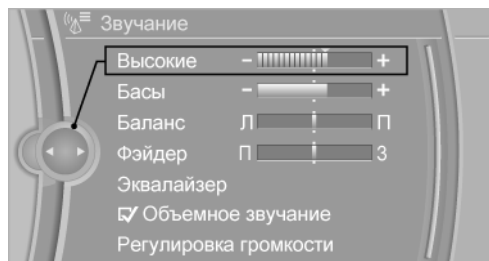 Звучание
Высокие - +
Басы - +
Баланс Л П
Фэйдер П З
Эквалайзер
Объемное звучание
Регулировка громкости